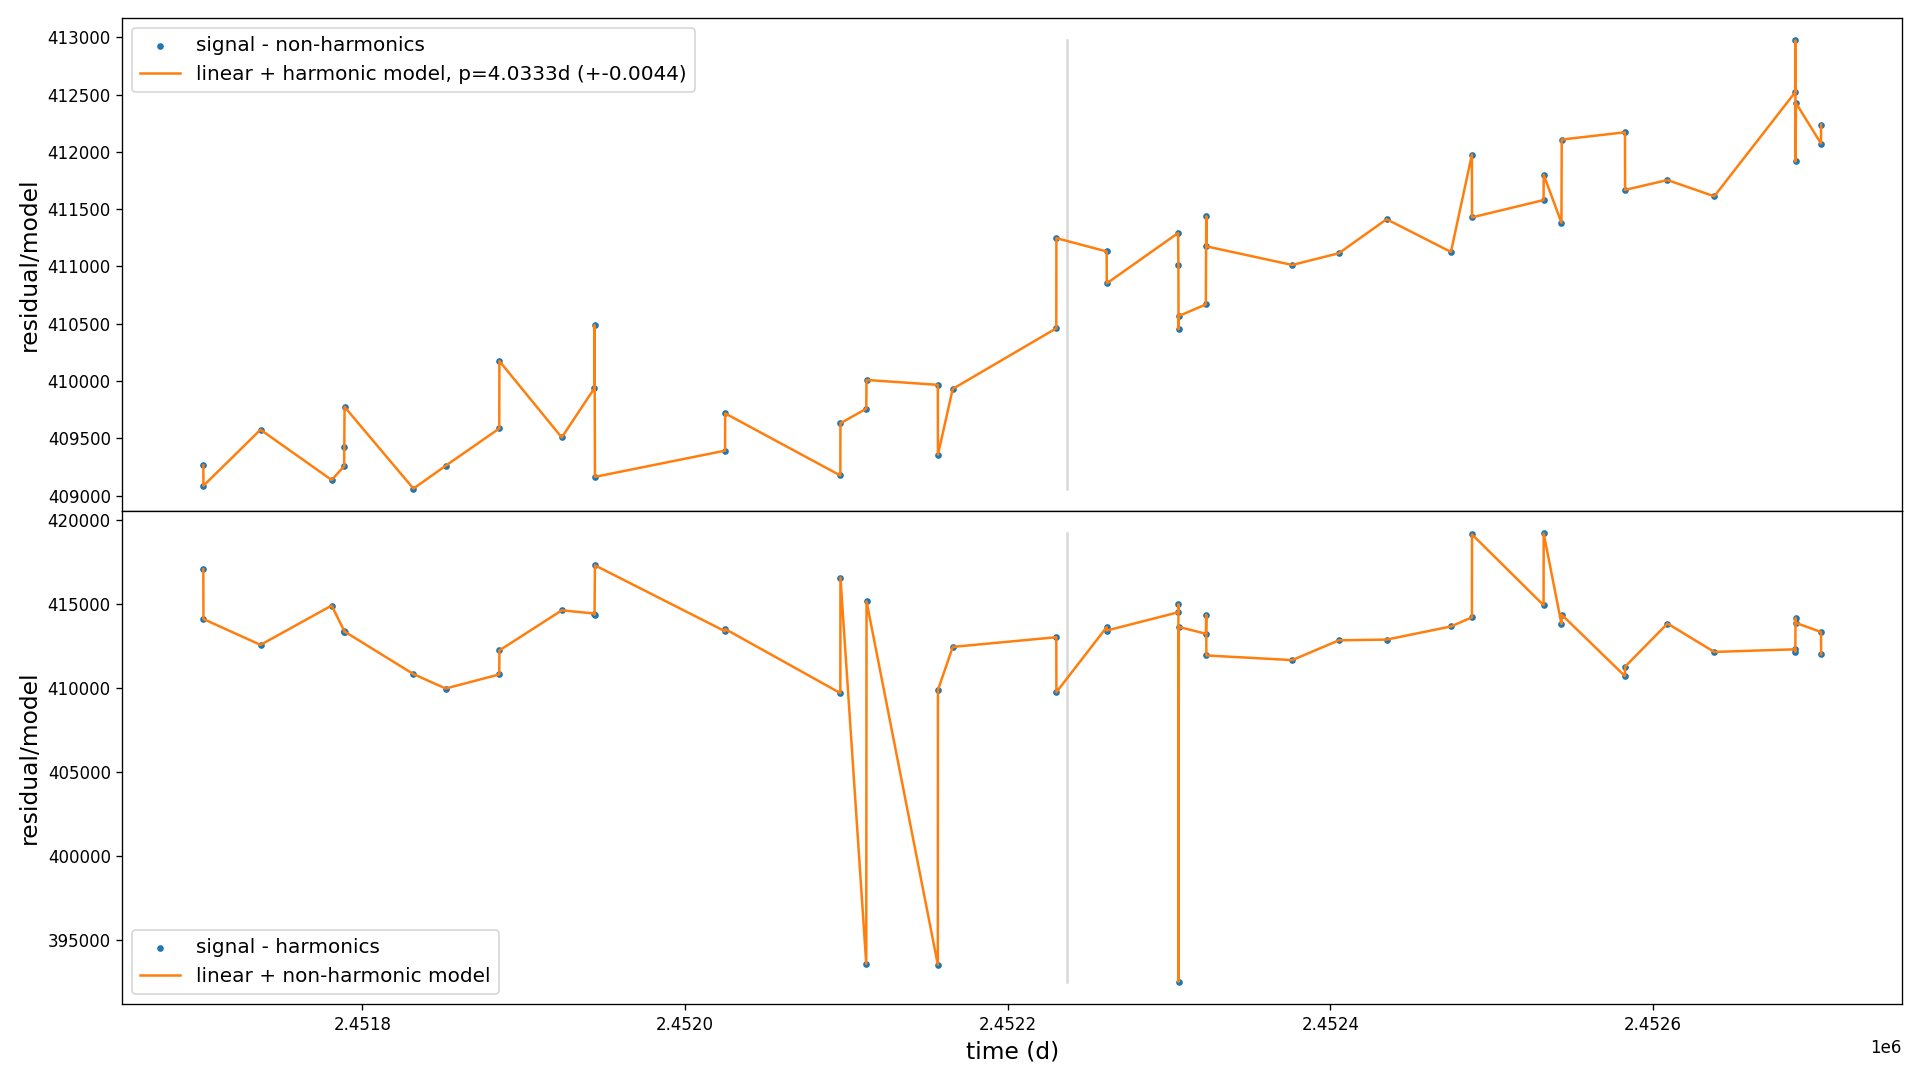 413000
412500
412000
411500
411000
410500
410000
409500
409000
residual/model
signal - non-harmonics
linear + harmonic model, p=4.0333d (+-0.0044)
420000
415000
410000
405000
400000
395000
residual/model
signal - harmonics
linear + non-harmonic model
2.4518
2.4520
2.4522
2.4524
2.4526
1e6
time (d)